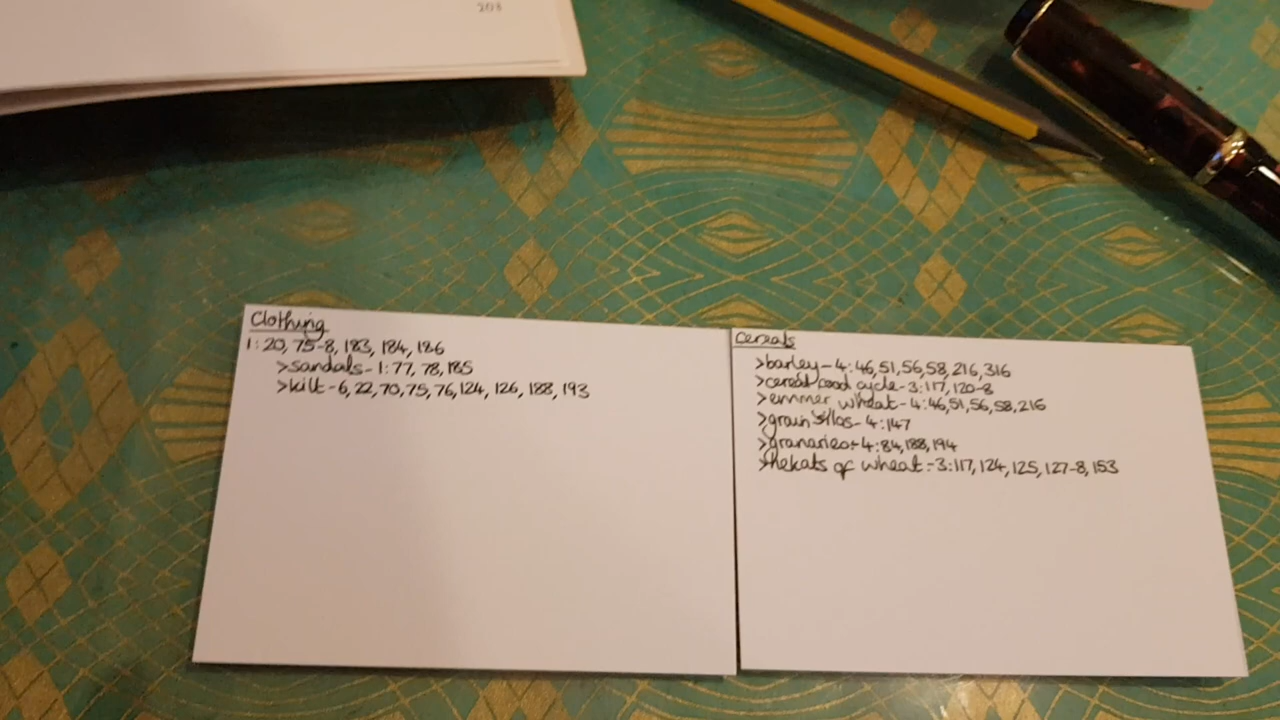 208
Clothing
1: 20, 75-8, 183, 184, 186
>sandals-1:77, 78, 185
>kilt-6, 22, 70, 75, 76, 124, 126, 188, 193
Cereals
>barley-4:46, 51, 56, 58, 216, 316
>cereal food cycle-3:117, 120-8
>emmer wheat-4:46, 51, 56, 58, 216
>grain silos-4:147
>granaries-4:84, 188, 194
>hekats of wheat-3:117, 124, 125, 127-8, 153